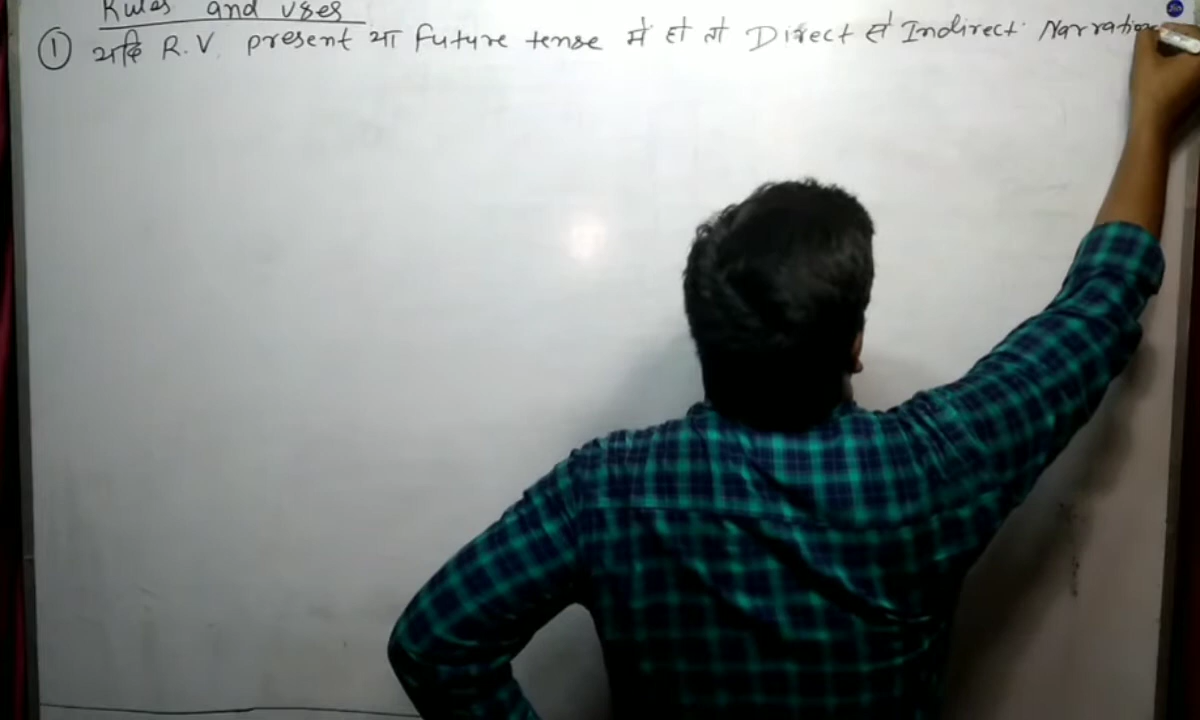 Rules and uses
① यदि R.V. present या future tense में हो तो Direct से Indirect Narration